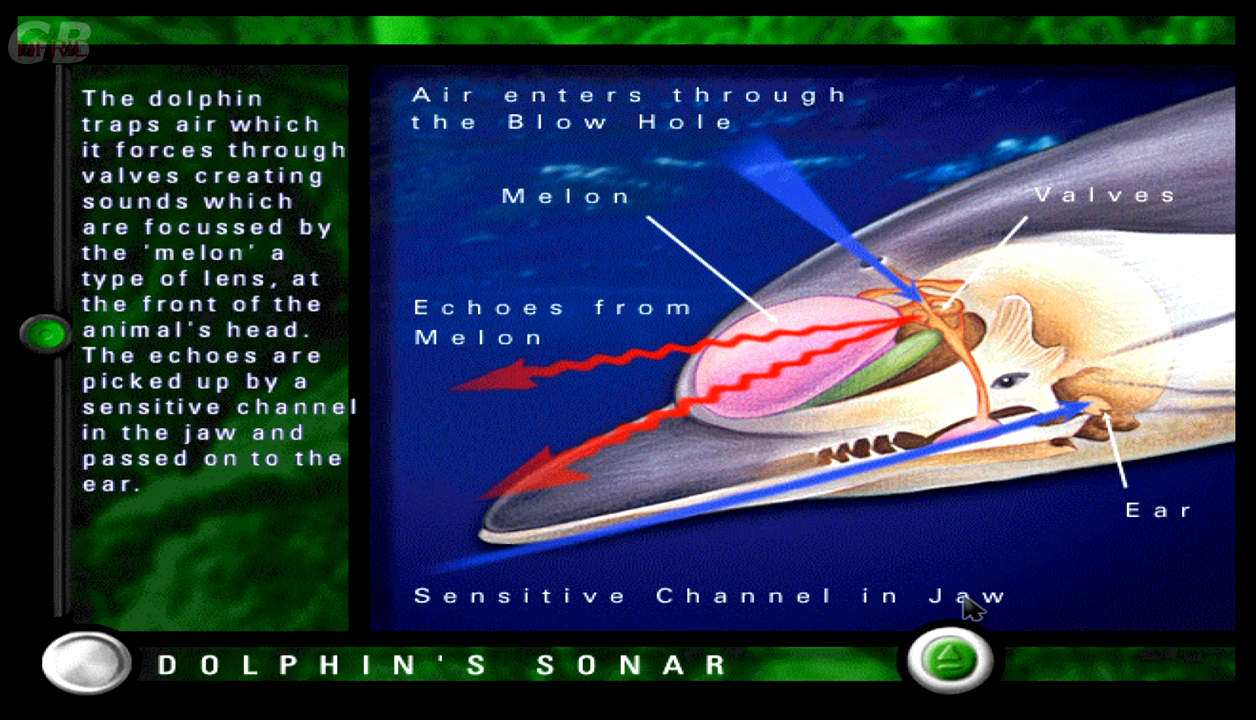 GB
The dolphin
traps air which
it forces through
valves creating
sounds which
are focussed by
the 'melon' a
type of lens, at
the front of the
animal's head.
The echoes are
picked up by a
sensitive channel
in the jaw and
passed on to the
ear.
Air enters through
the Blow Hole
Melon
Valves
Echoes from
Melon
Ear
Sensitive Channel in Jaw
DOLPHIN'S SONAR